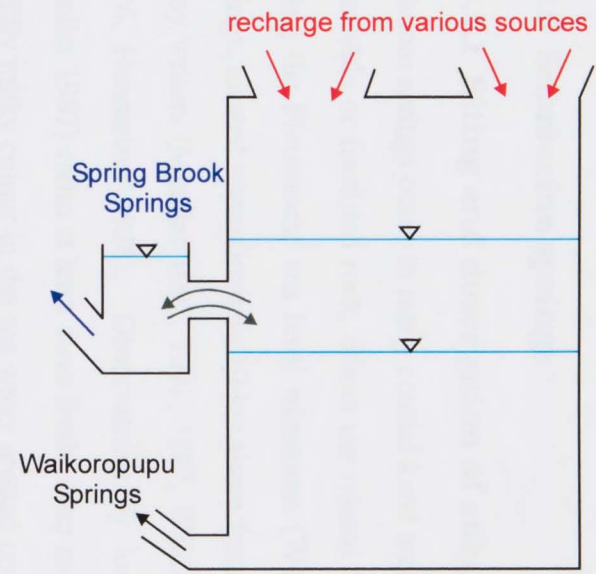 recharge from various sources
Spring Brook
Springs
Waikoropupu
Springs